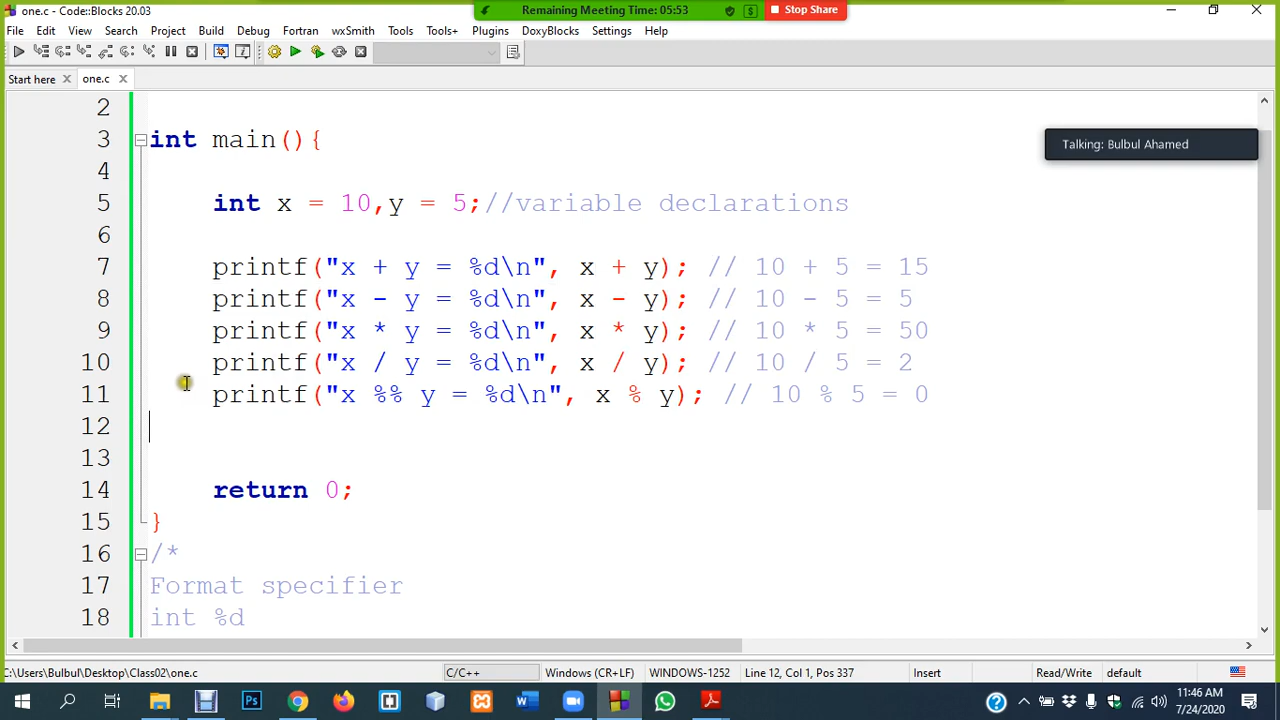 one.c - Code::Blocks 20.03
Remaining Meeting Time: 05:53
Stop Share
File Edit View Search Project Build Debug Fortran wxSmith Tools Tools+ Plugins DoxyBlocks Settings Help
Start here
one.c
Talking: Bulbul Ahamed
2
3 int main(){
4
5 int x = 10,y = 5;//variable declarations
6
7 printf("x + y = %d\n", x + y); // 10 + 5 = 15
8 printf("x - y = %d\n", x - y); // 10 - 5 = 5
9 printf("x * y = %d\n", x * y); // 10 * 5 = 50
10 printf("x / y = %d\n", x / y); // 10 / 5 = 2
11 printf("x %% y = %d\n", x % y); // 10 % 5 = 0
12
13
14 return 0;
15 }
16 /*
17 Format specifier
18 int %d
C:\Users\Bulbul\Desktop\Class02\one.c C/C++ Windows (CR+LF) WINDOWS-1252 Line 12, Col 1, Pos 337 Insert Read/Write default
11:46 AM
7/24/2020